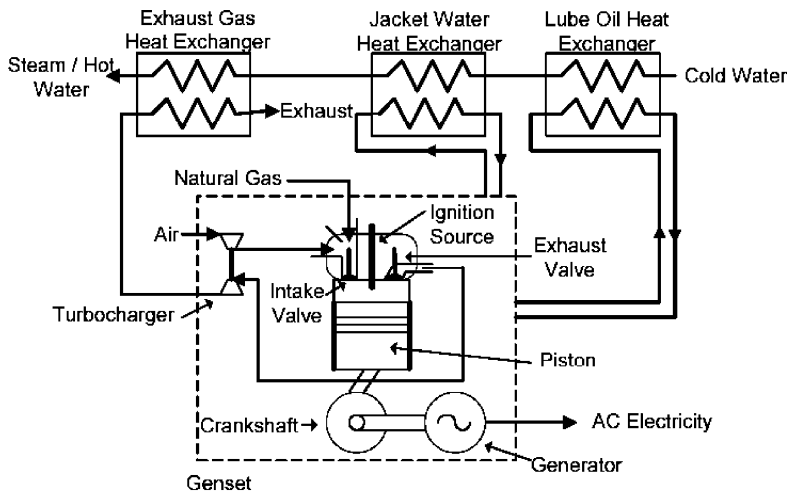 Exhaust Gas
Heat Exchanger
Jacket Water
Heat Exchanger
Lube Oil Heat
Exchanger
Steam / Hot
Water
Cold Water
Exhaust
Natural Gas
Ignition
Source
Air
Exhaust
Valve
Intake
Valve
Turbocharger
Piston
Crankshaft
AC Electricity
Generator
Genset